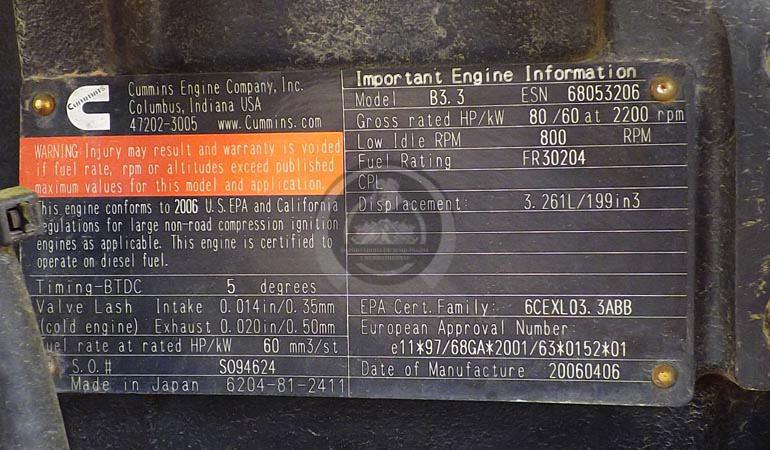 Cummins
Cummins Engine Company, Inc.
Columbus, Indiana USA
47202-3005 www.Cummins.com
WARNING: Injury may result and warranty is voided
if fuel rate, rpm or altitudes exceed published
maximum values for this model and application.
This engine conforms to 2006 U.S. EPA and California
regulations for large non-road compression ignition
engines as applicable. This engine is certified to
operate on diesel fuel.
Timing-BTDC 5 degrees
Valve Lash Intake 0.014in/0.35mm
(cold engine) Exhaust 0.020in/0.50mm
Fuel rate at rated HP/kW 60 mm3/st
S.O.# SO94624
Made in Japan 6204-81-2411
Important Engine Information
Model B3.3 ESN 68053206
Gross rated HP/kW 80/60 at 2200 rpm
Low Idle RPM 800 RPM
Fuel Rating FR30204
CPL
Displacement: 3.261L/199in3
EPA Cert.Family: 6CEXL03.3ABB
European Approval Number:
e11*97/68GA*2001/63*0152*01
Date of Manufacture 20060406